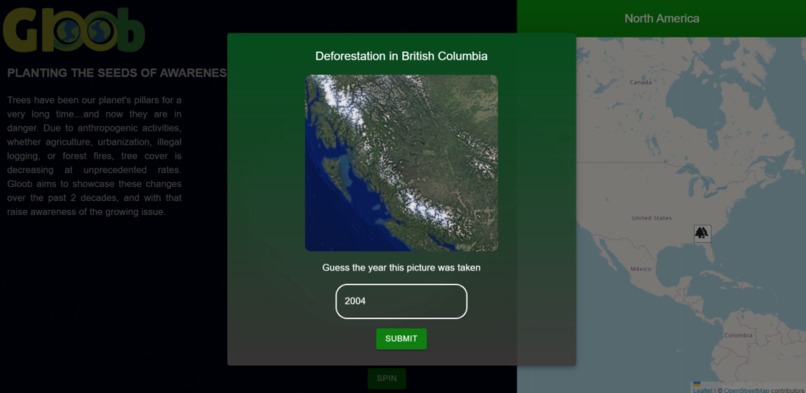 Gloob
PLANTING THE SEEDS OF AWARENES
Trees have been our planet's pillars for a
very long time...and now they are in
danger. Due to anthropogenic activities,
whether agriculture, urbanization, illegal
logging, or forest fires, tree cover is
decreasing at unprecedented rates.
Gloob aims to showcase these changes
over the past 2 decades, and with that
raise awareness of the growing issue.
Deforestation in British Columbia
Guess the year this picture was taken
2004
SUBMIT
SPIN
North America
Canada
United States
México
Colombia
Leaflet | © OpenStreetMap contributors